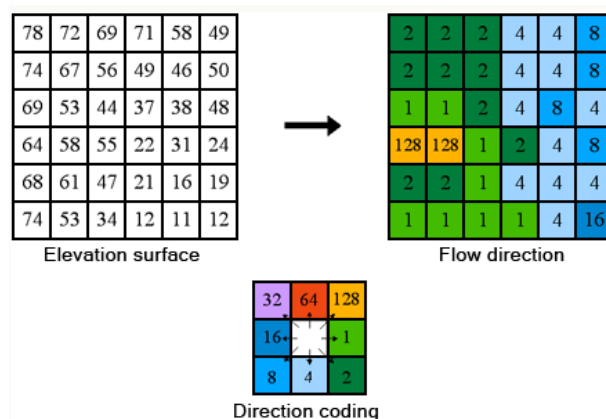 78 72 69 71 58 49
74 67 56 49 46 50
69 53 44 37 38 48
64 58 55 22 31 24
68 61 47 21 16 19
74 53 34 12 11 12
Elevation surface
2 2 2 4 4 8
2 2 2 4 4 8
1 1 2 4 8 4
128 128 1 2 4 8
2 2 1 4 4 4
1 1 1 1 4 16
Flow direction
32 64 128
16 1
8 4 2
Direction coding